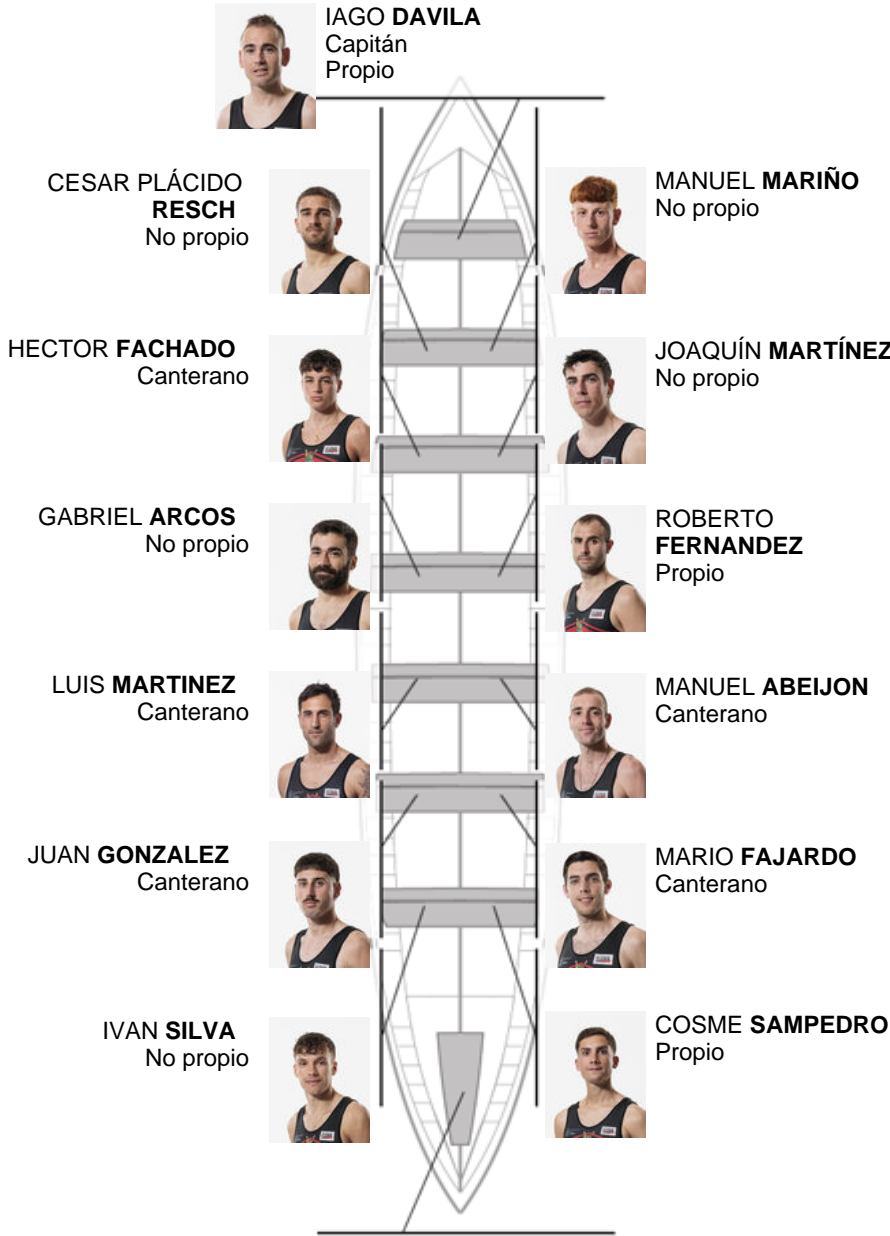 IAGO DAVILA
Capitán
Propio
CESAR PLÁCIDO
RESCH
No propio
MANUEL MARIÑO
No propio
HECTOR FACHADO
Canterano
JOAQUÍN MARTÍNEZ
No propio
GABRIEL ARCOS
No propio
ROBERTO
FERNANDEZ
Propio
LUIS MARTINEZ
Canterano
MANUEL ABEIJON
Canterano
JUAN GONZALEZ
Canterano
MARIO FAJARDO
Canterano
IVAN SILVA
No propio
COSME SAMPEDRO
Propio